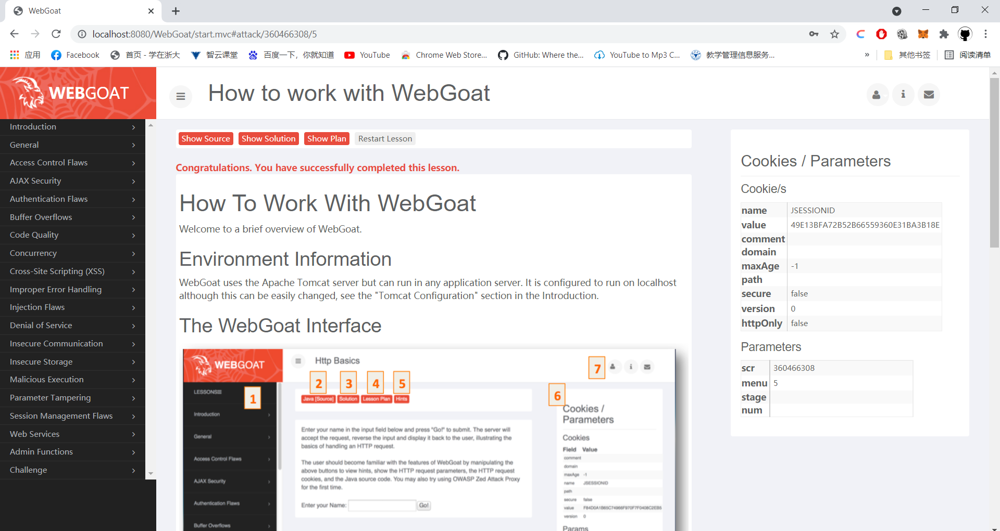 WebGoat
localhost:8080/WebGoat/start.mvc#attack/360466308/5
应用 Facebook 首页 - 学在浙大 智云课堂 百度一下，你就知道 YouTube Chrome Web Store... GitHub: Where the... YouTube to Mp3 C... 教学管理信息服务... » 其他书签 阅读清单
WEBGOAT
How to work with WebGoat
Introduction
General
Access Control Flaws
AJAX Security
Authentication Flaws
Buffer Overflows
Code Quality
Concurrency
Cross-Site Scripting (XSS)
Improper Error Handling
Injection Flaws
Denial of Service
Insecure Communication
Insecure Storage
Malicious Execution
Parameter Tampering
Session Management Flaws
Web Services
Admin Functions
Challenge
Show Source Show Solution Show Plan Restart Lesson
Congratulations. You have successfully completed this lesson.
How To Work With WebGoat
Welcome to a brief overview of WebGoat.
Environment Information
WebGoat uses the Apache Tomcat server but can run in any application server. It is configured to run on localhost
although this can be easily changed, see the "Tomcat Configuration" section in the Introduction.
The WebGoat Interface
WEBGOAT
Http Basics
7
2 3 4 5
Java [Source] Solution Lesson Plan Hints
LESSONS
1
Introduction
General
Access Control Flaws
AJAX Security
Authentication Flaws
Buffer Overflows
Enter your name in the input field below and press "Go!" to submit. The server will
accept the request, reverse the input and display it back to the user, illustrating the
basics of handling an HTTP request.
The user should become familiar with the features of WebGoat by manipulating the
above buttons to view hints, show the HTTP request parameters, the HTTP request
cookies, and the Java source code. You may also try using OWASP Zed Attack Proxy
for the first time.
Enter your Name: Go!
6
Cookies /
Parameters
Cookies
Field Value
comment
domain
maxAge -1
name JSESSIONID
path
secure false
value F84D0A1B65C74966F970F7F0408C2EB5
version 0
Params
Cookies / Parameters
Cookie/s
name JSESSIONID
value 49E13BFA72B52B66559360E31BA3B18E
comment
domain
maxAge -1
path
secure false
version 0
httpOnly false
Parameters
scr 360466308
menu 5
stage
num